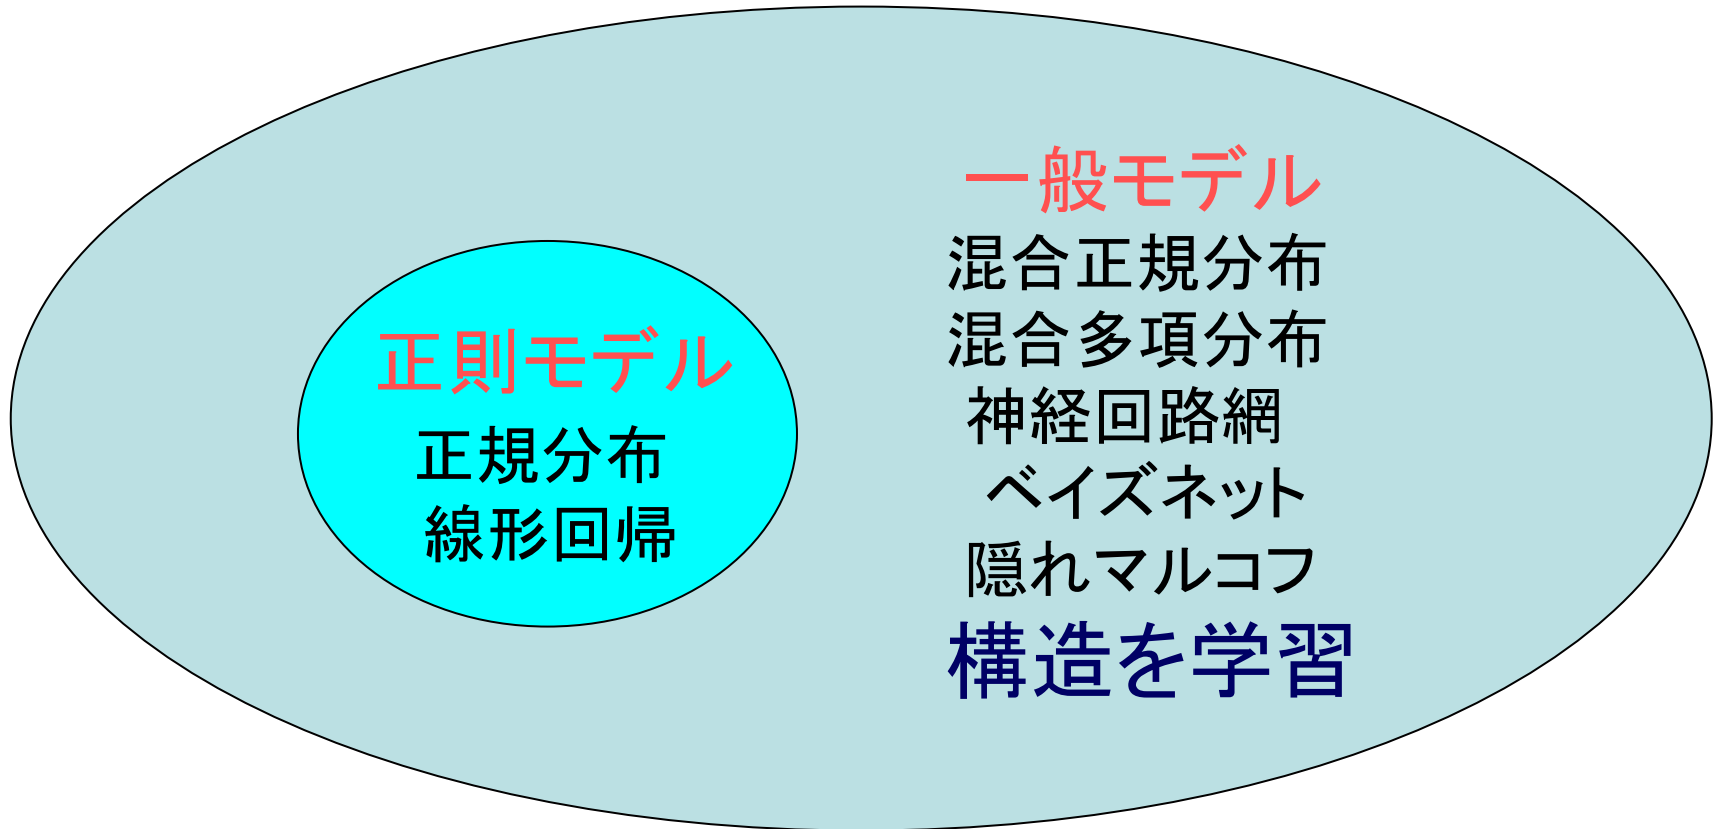 一般モデル
混合正規分布
混合多項分布
神経回路網
ベイズネット
隠れマルコフ
構造を学習
正則モデル
正規分布
線形回帰